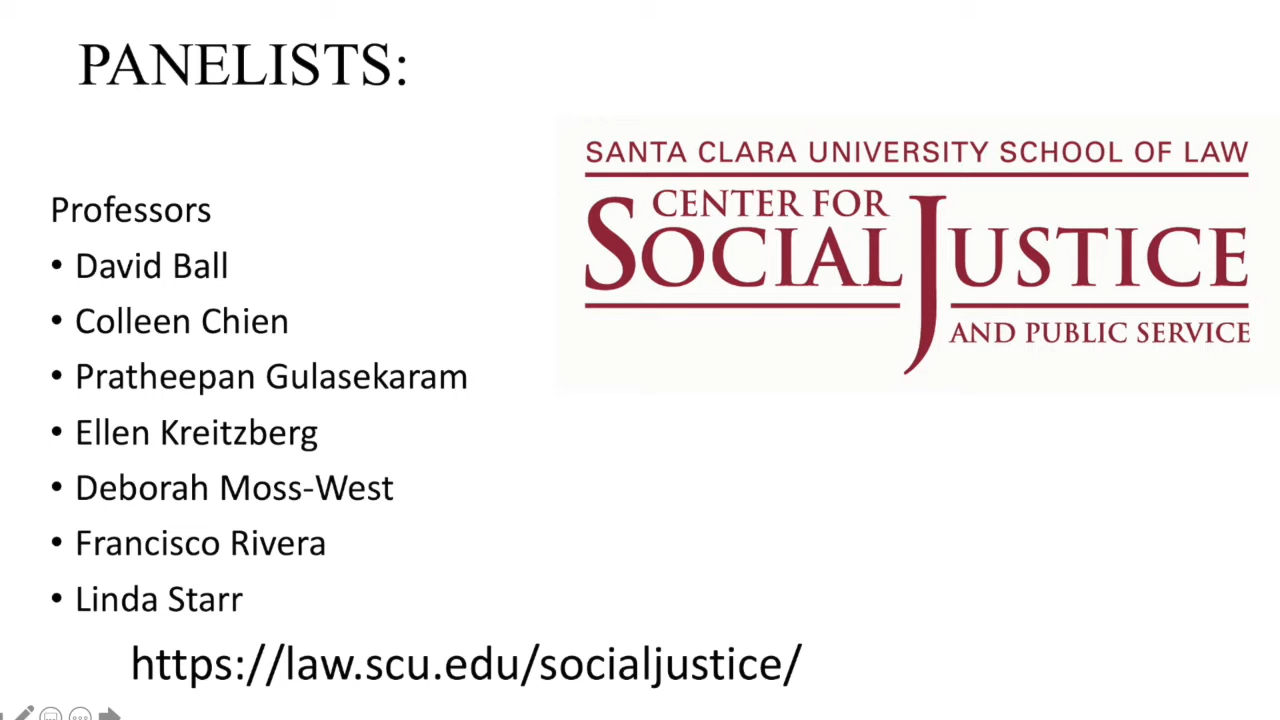 PANELISTS:
SANTA CLARA UNIVERSITY SCHOOL OF LAW
CENTER FOR
SOCIAL JUSTICE
AND PUBLIC SERVICE
Professors
• David Ball
• Colleen Chien
• Pratheepan Gulasekaram
• Ellen Kreitzberg
• Deborah Moss-West
• Francisco Rivera
• Linda Starr
https://law.scu.edu/socialjustice/